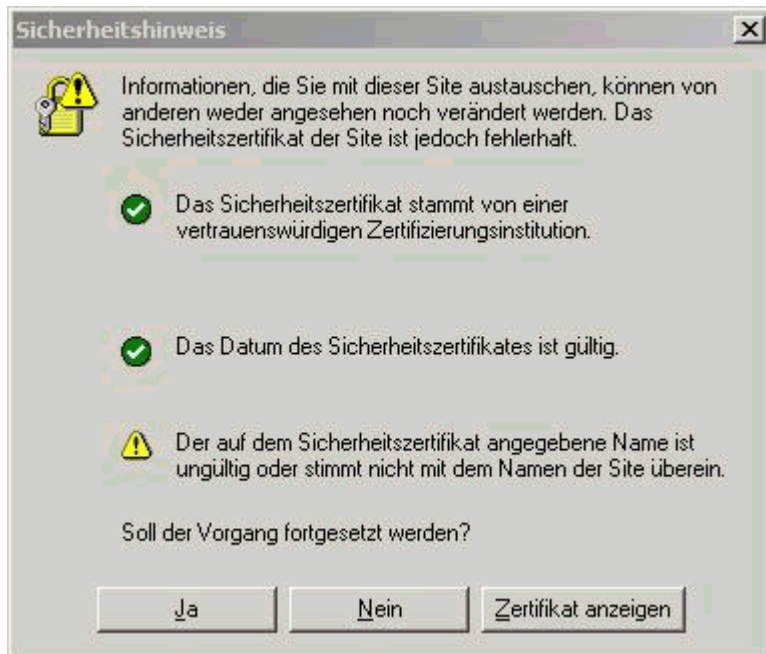 Sicherheitshinweis
Informationen, die Sie mit dieser Site austauschen, können von
anderen weder angesehen noch verändert werden. Das
Sicherheitszertifikat der Site ist jedoch fehlerhaft.
Das Sicherheitszertifikat stammt von einer
vertrauenswürdigen Zertifizierungsinstitution.
Das Datum des Sicherheitszertifikates ist gültig.
Der auf dem Sicherheitszertifikat angegebene Name ist
ungültig oder stimmt nicht mit dem Namen der Site überein.
Soll der Vorgang fortgesetzt werden?
Ja Nein Zertifikat anzeigen